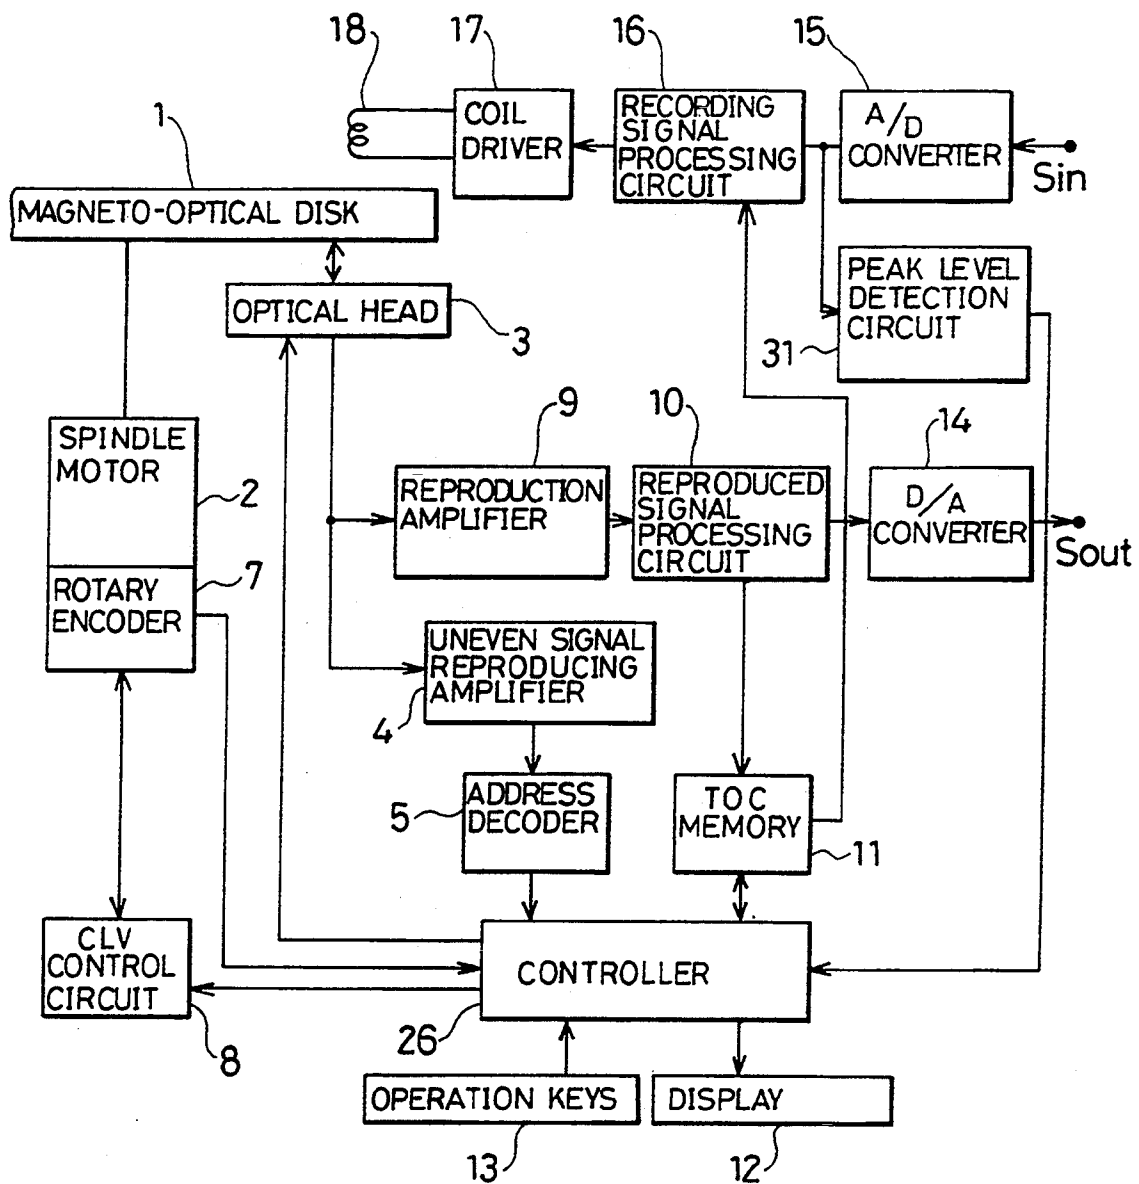 18
17
16
15
1
COIL
DRIVER
RECORDING
SIGNAL
PROCESSING
CIRCUIT
A/D
CONVERTER
Sin
MAGNETO-OPTICAL DISK
OPTICAL HEAD
3
PEAK LEVEL
DETECTION
CIRCUIT
31
9
10
14
SPINDLE
MOTOR
2
REPRODUCTION
AMPLIFIER
REPRODUCED
SIGNAL
PROCESSING
CIRCUIT
D/A
CONVERTER
Sout
7
ROTARY
ENCODER
UNEVEN SIGNAL
REPRODUCING
AMPLIFIER
4
5
ADDRESS
DECODER
TOC
MEMORY
11
CLV
CONTROL
CIRCUIT
8
CONTROLLER
26
OPERATION KEYS
DISPLAY
13
12